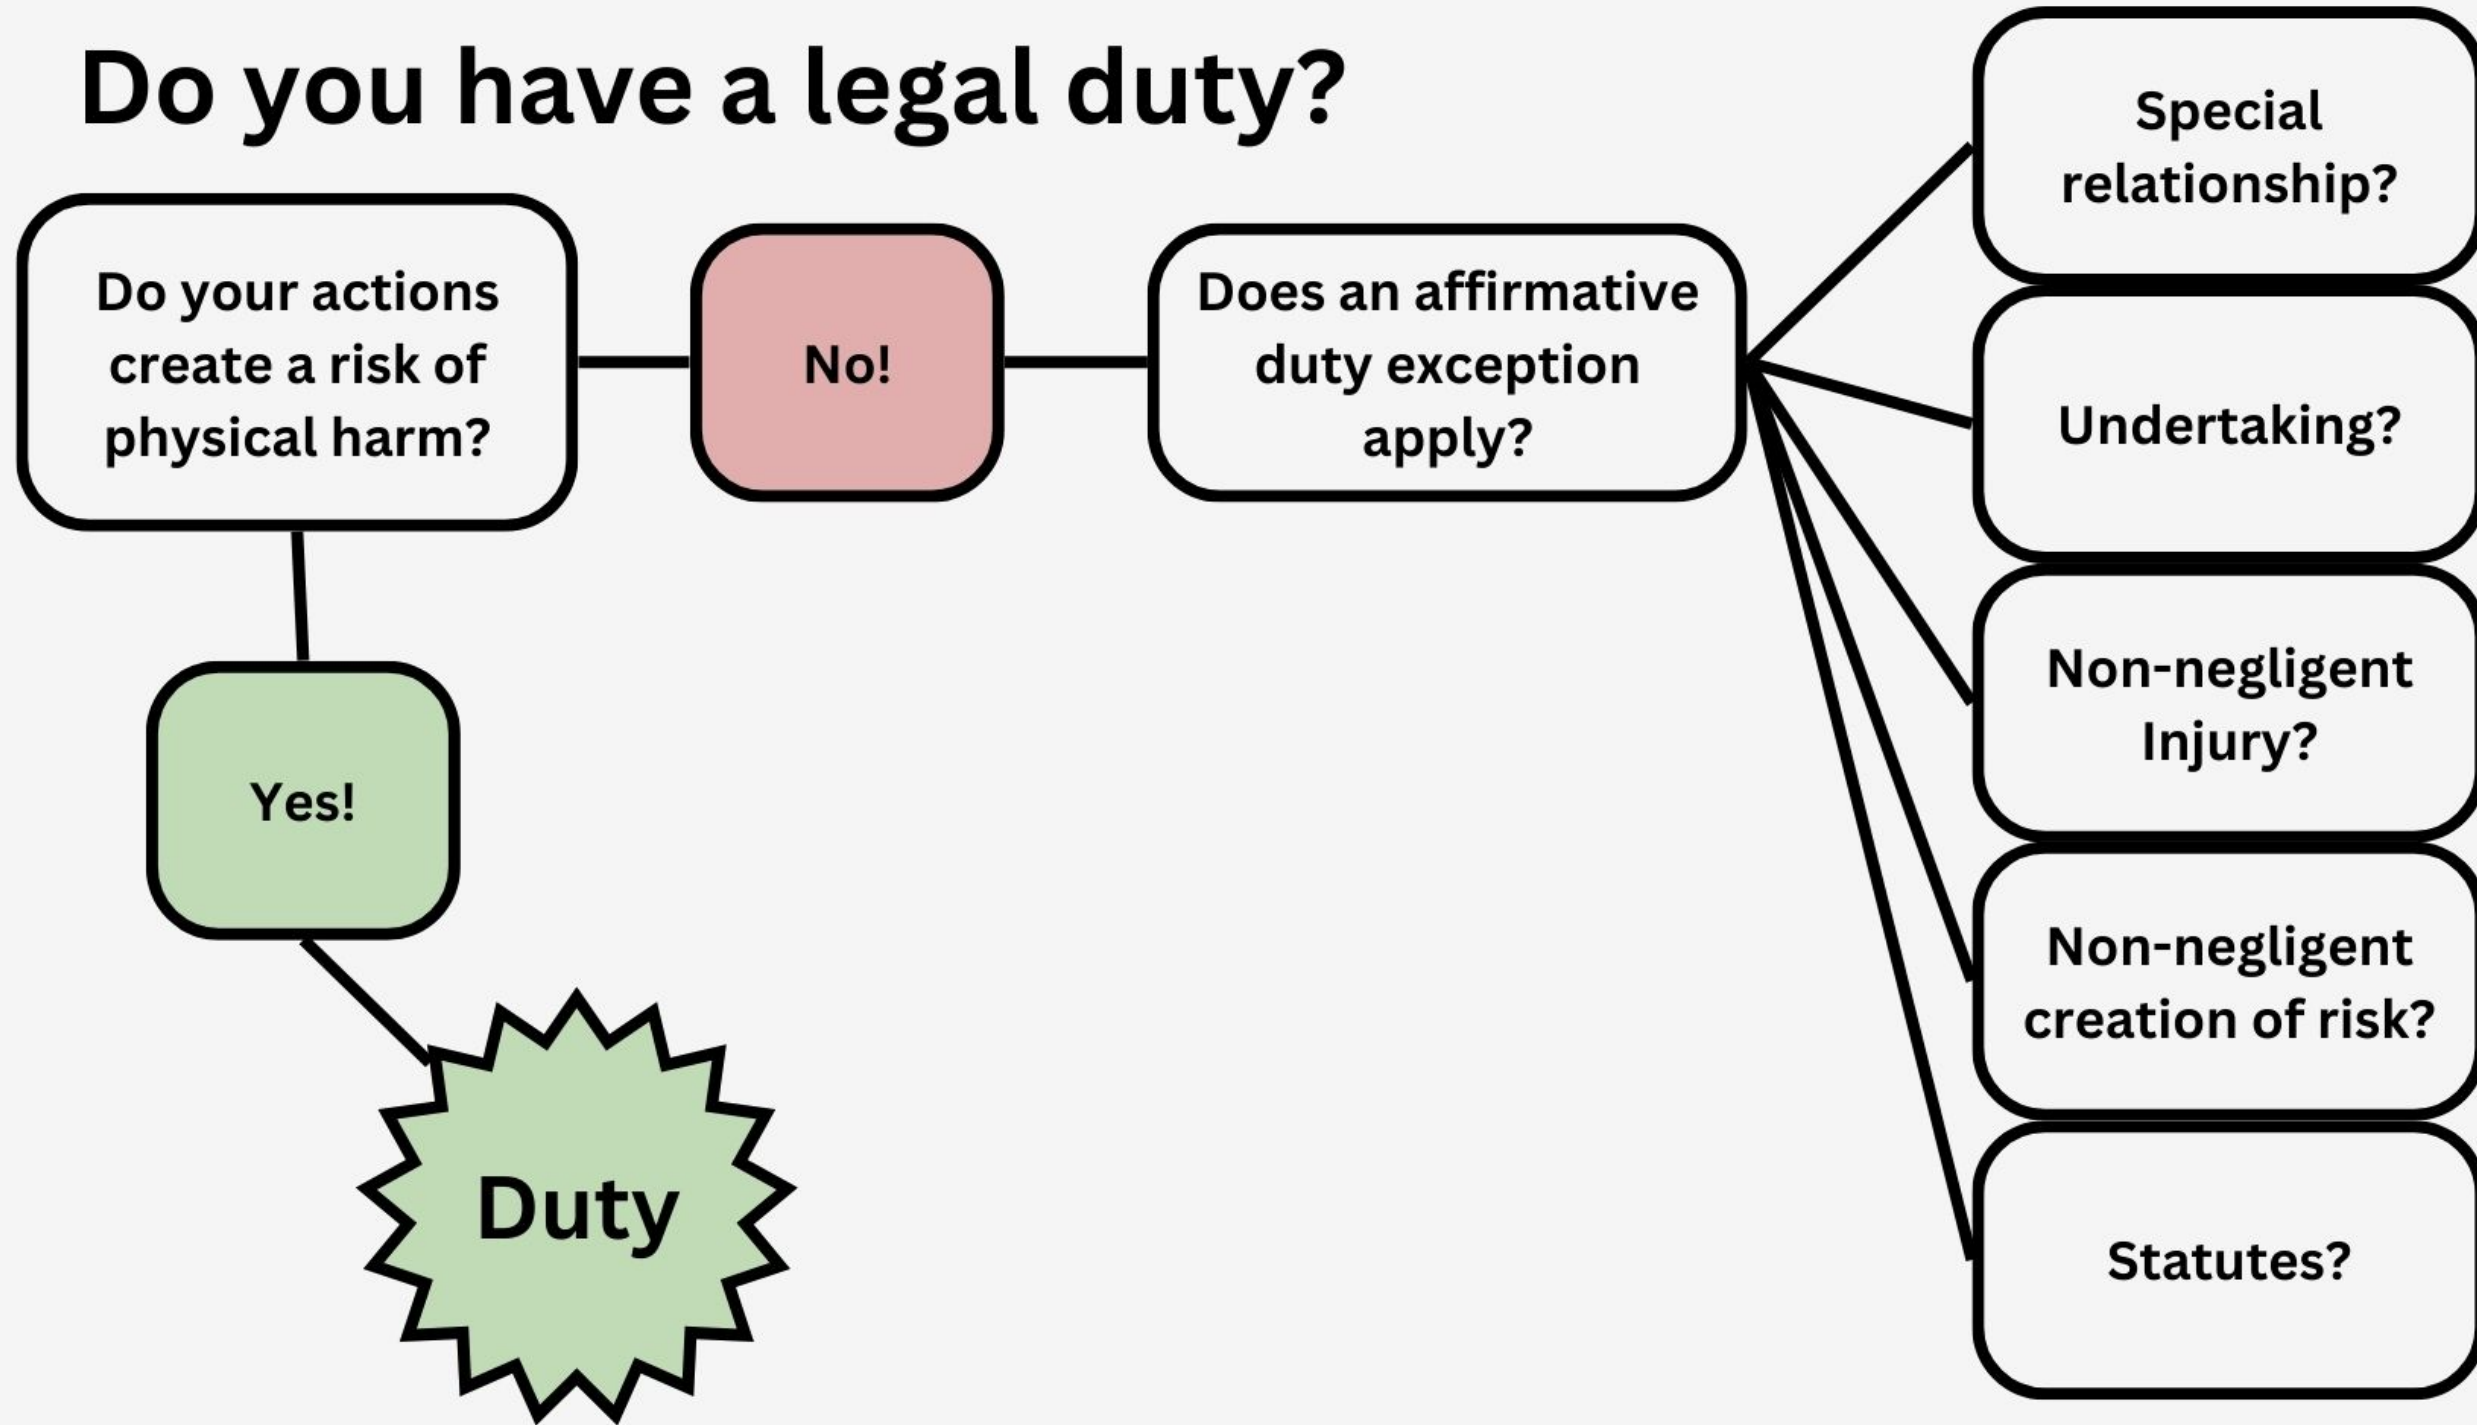 Do you have a legal duty?
Do your actions
create a risk of
physical harm?
No!
Does an affirmative
duty exception
apply?
Special
relationship?
Undertaking?
Non-negligent
Injury?
Non-negligent
creation of risk?
Statutes?
Yes!
Duty